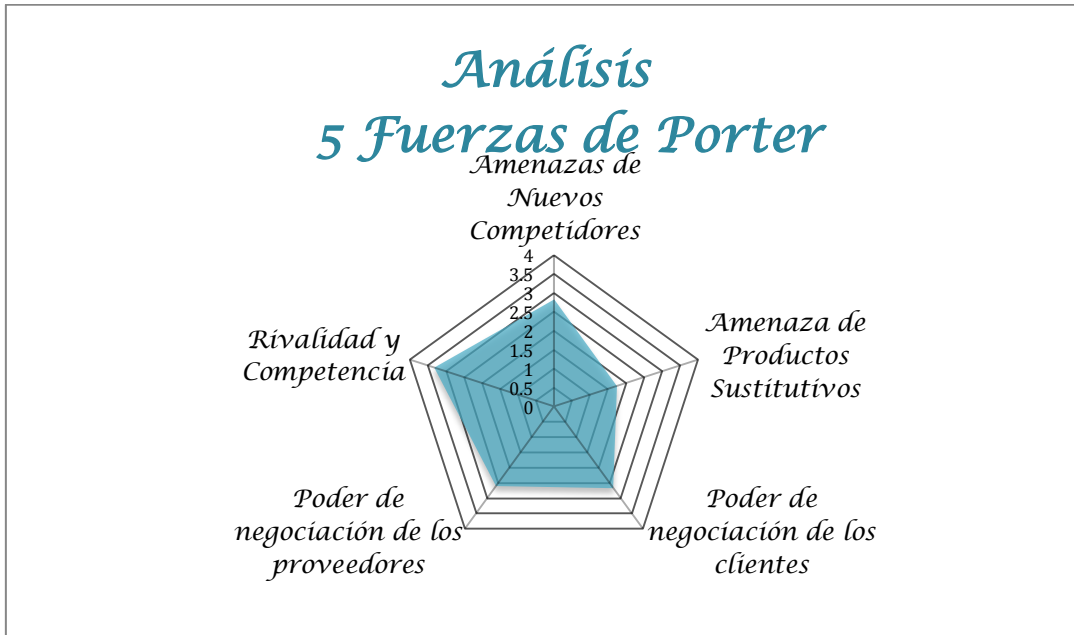 Análisis
5 Fuerzas de Porter
Amenazas de
Nuevos
Competidores
4
3.5
3
2.5
2
1.5
1
0.5
0
Amenaza de
Productos
Sustitutivos
Poder de
negociación de los
clientes
Poder de
negociación de los
proveedores
Rivalidad y
Competencia